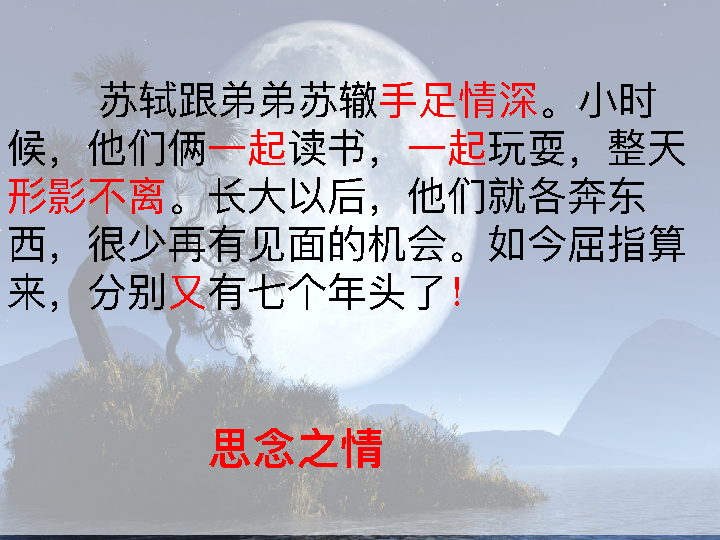 苏轼跟弟弟苏辙手足情深。小时
候，他们俩一起读书，一起玩耍，整天
形影不离。长大以后，他们就各奔东
西，很少再有见面的机会。如今屈指算
来，分别又有七个年头了！
思念之情